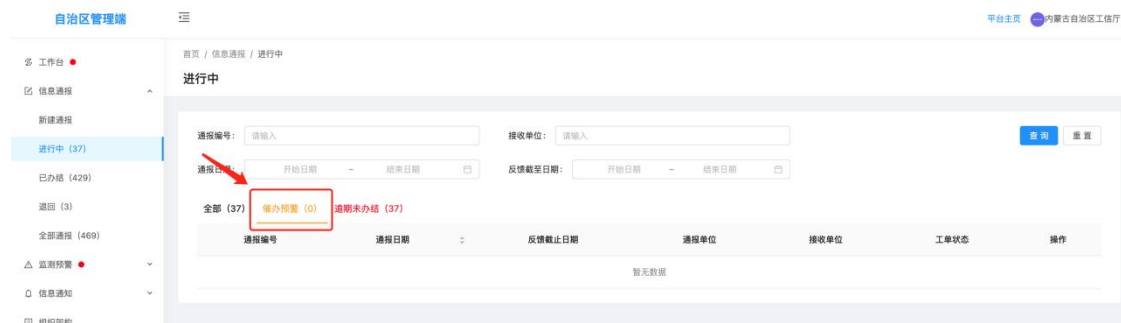 自治区管理端
平台主页 内蒙古自治区工信厅
工作台
信息通报
新建通报
进行中（37）
已办结（429）
退回（3）
全部通报（469）
监测预警
信息通知
组织架构
首页 / 信息通报 / 进行中
进行中
通报编号： 请输入 接收单位： 请输入 查 询 重 置
通报日期： 开始日期 ~ 结束日期 反馈截至日期： 开始日期 ~ 结束日期
全部（37） 催办预警（0） 逾期未办结（37）
通报编号 通报日期 反馈截止日期 通报单位 接收单位 工单状态 操作
暂无数据